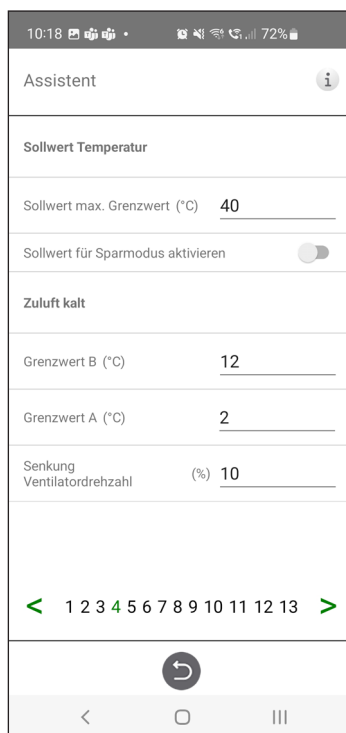 10:18 72%
Assistent i
Sollwert Temperatur
Sollwert max. Grenzwert (°C) 40
Sollwert für Sparmodus aktivieren
Zuluft kalt
Grenzwert B (°C) 12
Grenzwert A (°C) 2
Senkung
Ventilatordrehzahl (%) 10
< 1 2 3 4 5 6 7 8 9 10 11 12 13 >